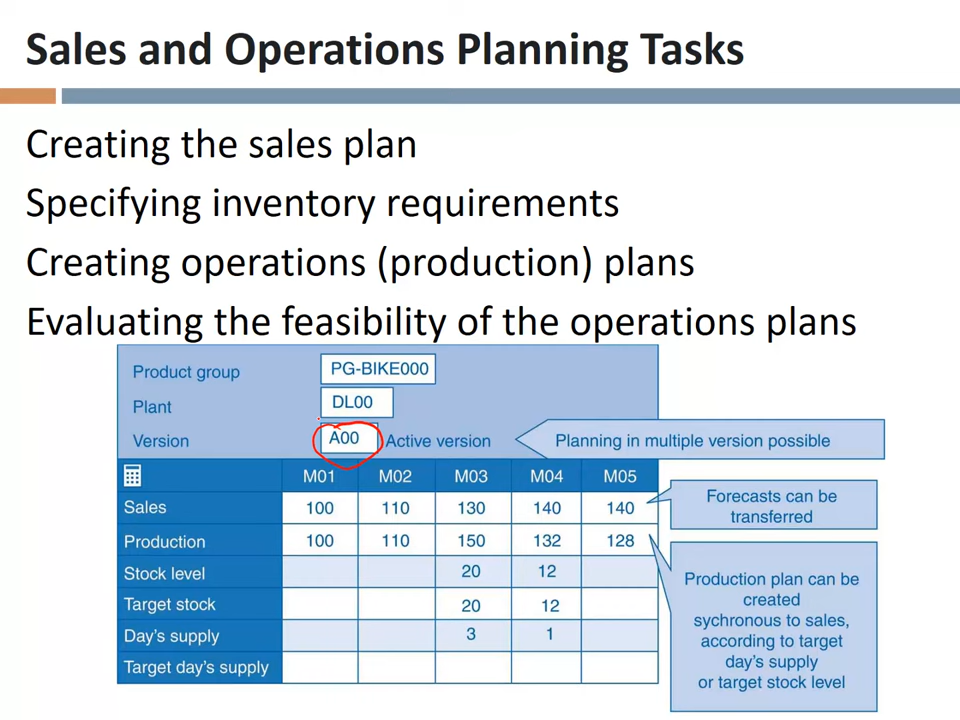 Sales and Operations Planning Tasks
Creating the sales plan
Specifying inventory requirements
Creating operations (production) plans
Evaluating the feasibility of the operations plans
Product group PG-BIKE000
Plant DL00
Version A00 Active version
Planning in multiple version possible
M01 M02 M03 M04 M05
Sales 100 110 130 140 140
Production 100 110 150 132 128
Stock level 20 12
Target stock 20 12
Day's supply 3 1
Target day's supply
Forecasts can be
transferred
Production plan can be
created
sychronous to sales,
according to target
day's supply
or target stock level